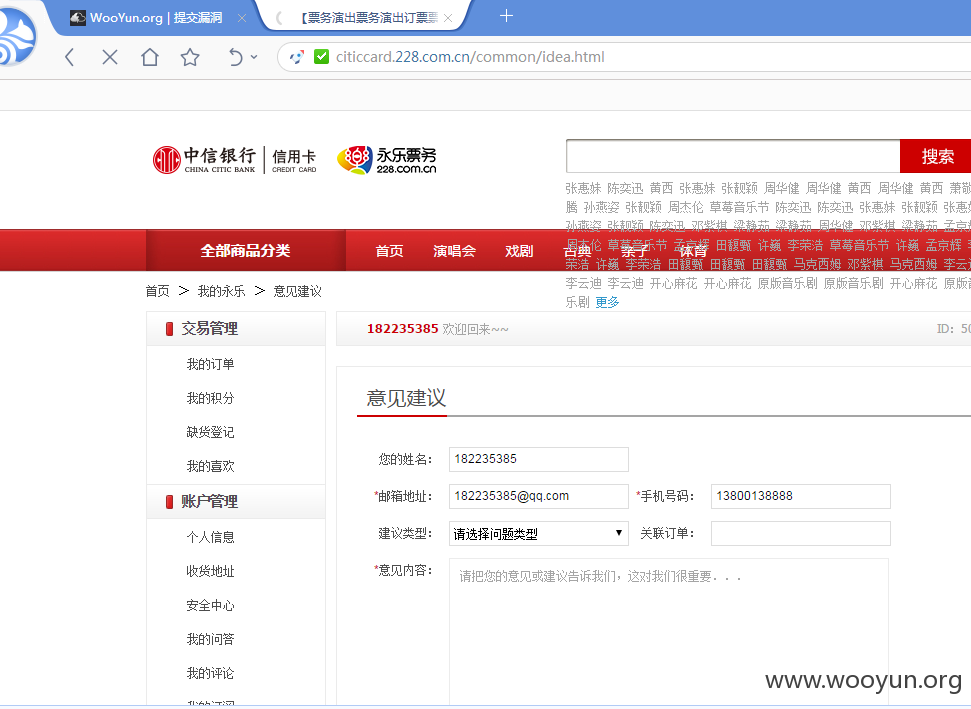 WooYun.org | 提交漏洞
【票务演出票务演出订票票
citiccard.228.com.cn/common/idea.html
中信银行 信用卡 永乐票务
CHINA CITIC BANK CREDIT CARD 228.com.cn
搜索
张惠妹 陈奕迅 黄西 张惠妹 张靓颖 周华健 周华健 黄西 周华健 黄西 萧敬
腾 孙燕姿 张靓颖 周杰伦 草莓音乐节 陈奕迅 陈奕迅 张惠妹 张靓颖 张惠
孙燕姿 张靓颖 陈奕迅 邓紫棋 梁静茹 梁静茹 周华健 邓紫棋 梁静茹 孟京
周杰伦 草莓音乐节 孟京辉 田馥甄 许巍 李荣浩 草莓音乐节 许巍 孟京辉
荣浩 许巍 李荣浩 田馥甄 田馥甄 田馥甄 马克西姆 邓紫棋 马克西姆 李云
李云迪 李云迪 开心麻花 开心麻花 原版音乐剧 原版音乐剧 开心麻花 原版音
乐剧 更多
全部商品分类 首页 演唱会 戏剧 古典 亲子 体育
首页 > 我的永乐 > 意见建议
交易管理
我的订单
我的积分
缺货登记
我的喜欢
账户管理
个人信息
收货地址
安全中心
我的问答
我的评论
我的订阅
182235385 欢迎回来~~ ID: 50
意见建议
您的姓名: 182235385
*邮箱地址: 182235385@qq.com *手机号码: 13800138888
建议类型: 请选择问题类型 关联订单:
*意见内容: 请把您的意见或建议告诉我们，这对我们很重要...
www.wooyun.org